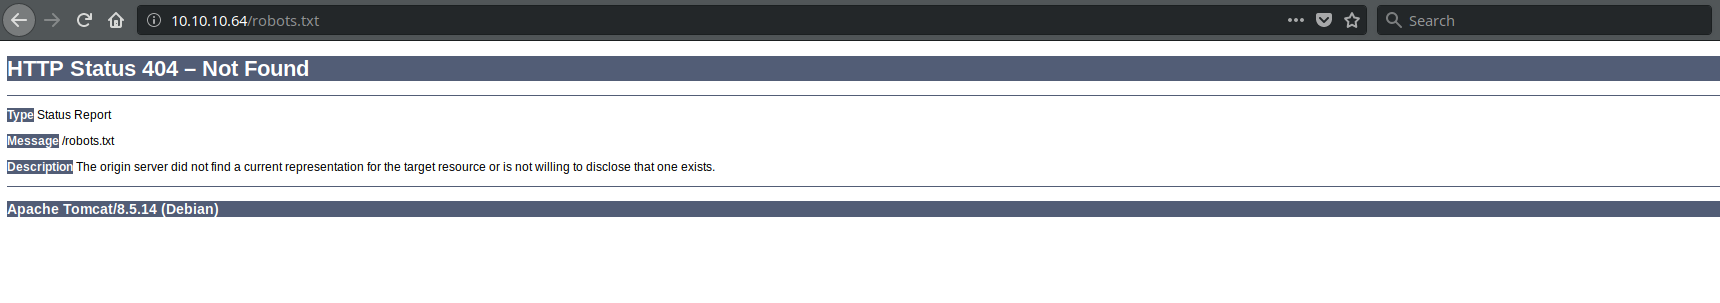 10.10.10.64/robots.txt
Search
HTTP Status 404 – Not Found
Type Status Report
Message /robots.txt
Description The origin server did not find a current representation for the target resource or is not willing to disclose that one exists.
Apache Tomcat/8.5.14 (Debian)